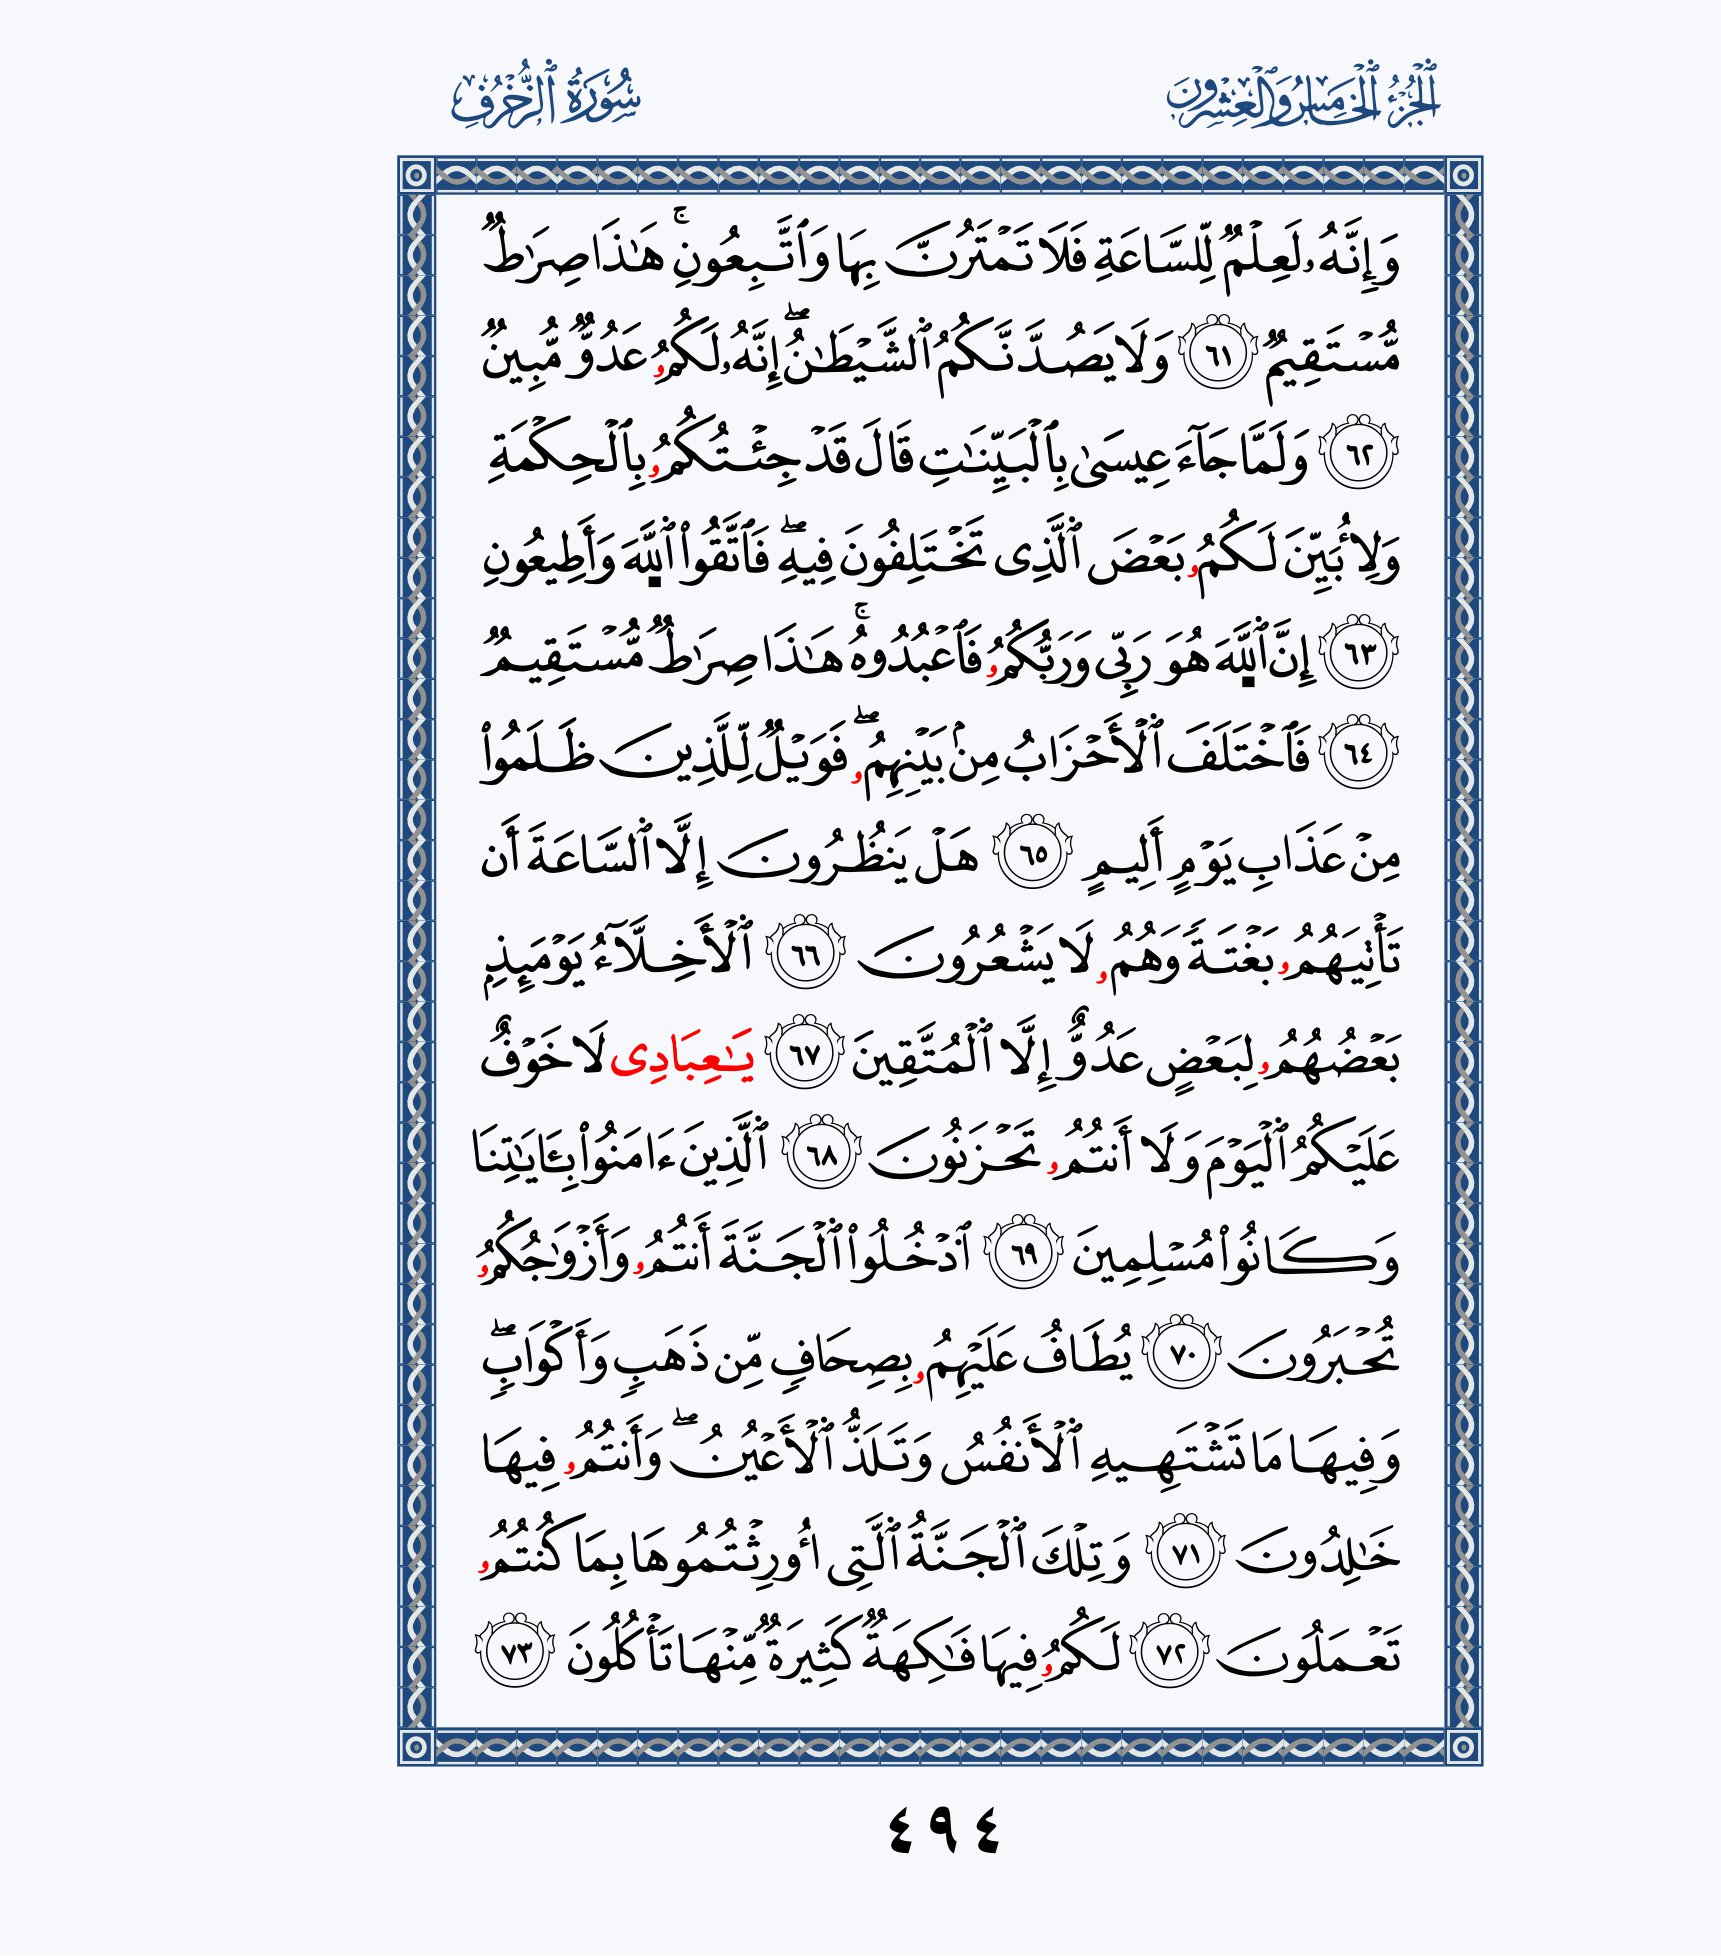 ٱلْجُزْءُ ٱلْخَامِسُ وَٱلْعِشْرُونَ
سُورَةُ ٱلزُّخْرُفِ
وَإِنَّهُۥ لَعِلْمٌ لِّلسَّاعَةِ فَلَا تَمْتَرُنَّ بِهَا وَٱتَّبِعُونِ ۚ هَـٰذَا صِرَٰطٌ
مُّسْتَقِيمٌ ٦١ وَلَا يَصُدَّنَّكُمُ ٱلشَّيْطَـٰنُ ۖ إِنَّهُۥ لَكُمُۥ عَدُوٌّ مُّبِينٌ
٦٢ وَلَمَّا جَآءَ عِيسَىٰ بِٱلْبَيِّنَـٰتِ قَالَ قَدْ جِئْتُكُمُۥ بِٱلْحِكْمَةِ
وَلِأُبَيِّنَ لَكُمُۥ بَعْضَ ٱلَّذِى تَخْتَلِفُونَ فِيهِ ۖ فَٱتَّقُوا۟ ٱللَّهَ وَأَطِيعُونِ
٦٣ إِنَّ ٱللَّهَ هُوَ رَبِّى وَرَبُّكُمُۥ فَٱعْبُدُوهُ ۚ هَـٰذَا صِرَٰطٌ مُّسْتَقِيمٌ
٦٤ فَٱخْتَلَفَ ٱلْأَحْزَابُ مِنۢ بَيْنِهِمُۥ ۖ فَوَيْلٌ لِّلَّذِينَ ظَلَمُوا۟
مِنْ عَذَابِ يَوْمٍ أَلِيمٍ ٦٥ هَلْ يَنظُرُونَ إِلَّا ٱلسَّاعَةَ أَن
تَأْتِيَهُمُۥ بَغْتَةً وَهُمُۥ لَا يَشْعُرُونَ ٦٦ ٱلْأَخِلَّآءُ يَوْمَئِذٍۭ
بَعْضُهُمُۥ لِبَعْضٍ عَدُوٌّ إِلَّا ٱلْمُتَّقِينَ ٦٧ يَـٰعِبَادِى لَا خَوْفٌ
عَلَيْكُمُ ٱلْيَوْمَ وَلَا أَنتُمُۥ تَحْزَنُونَ ٦٨ ٱلَّذِينَ ءَامَنُوا۟ بِـَٔايَـٰتِنَا
وَكَانُوا۟ مُسْلِمِينَ ٦٩ ٱدْخُلُوا۟ ٱلْجَنَّةَ أَنتُمُۥ وَأَزْوَٰجُكُمُۥ
تُحْبَرُونَ ٧٠ يُطَافُ عَلَيْهِمُۥ بِصِحَافٍ مِّن ذَهَبٍ وَأَكْوَابٍ ۖ
وَفِيهَا مَا تَشْتَهِيهِ ٱلْأَنفُسُ وَتَلَذُّ ٱلْأَعْيُنُ ۖ وَأَنتُمُۥ فِيهَا
خَـٰلِدُونَ ٧١ وَتِلْكَ ٱلْجَنَّةُ ٱلَّتِى أُورِثْتُمُوهَا بِمَا كُنتُمُۥ
تَعْمَلُونَ ٧٢ لَكُمُۥ فِيهَا فَـٰكِهَةٌ كَثِيرَةٌ مِّنْهَا تَأْكُلُونَ ٧٣
٤٩٤